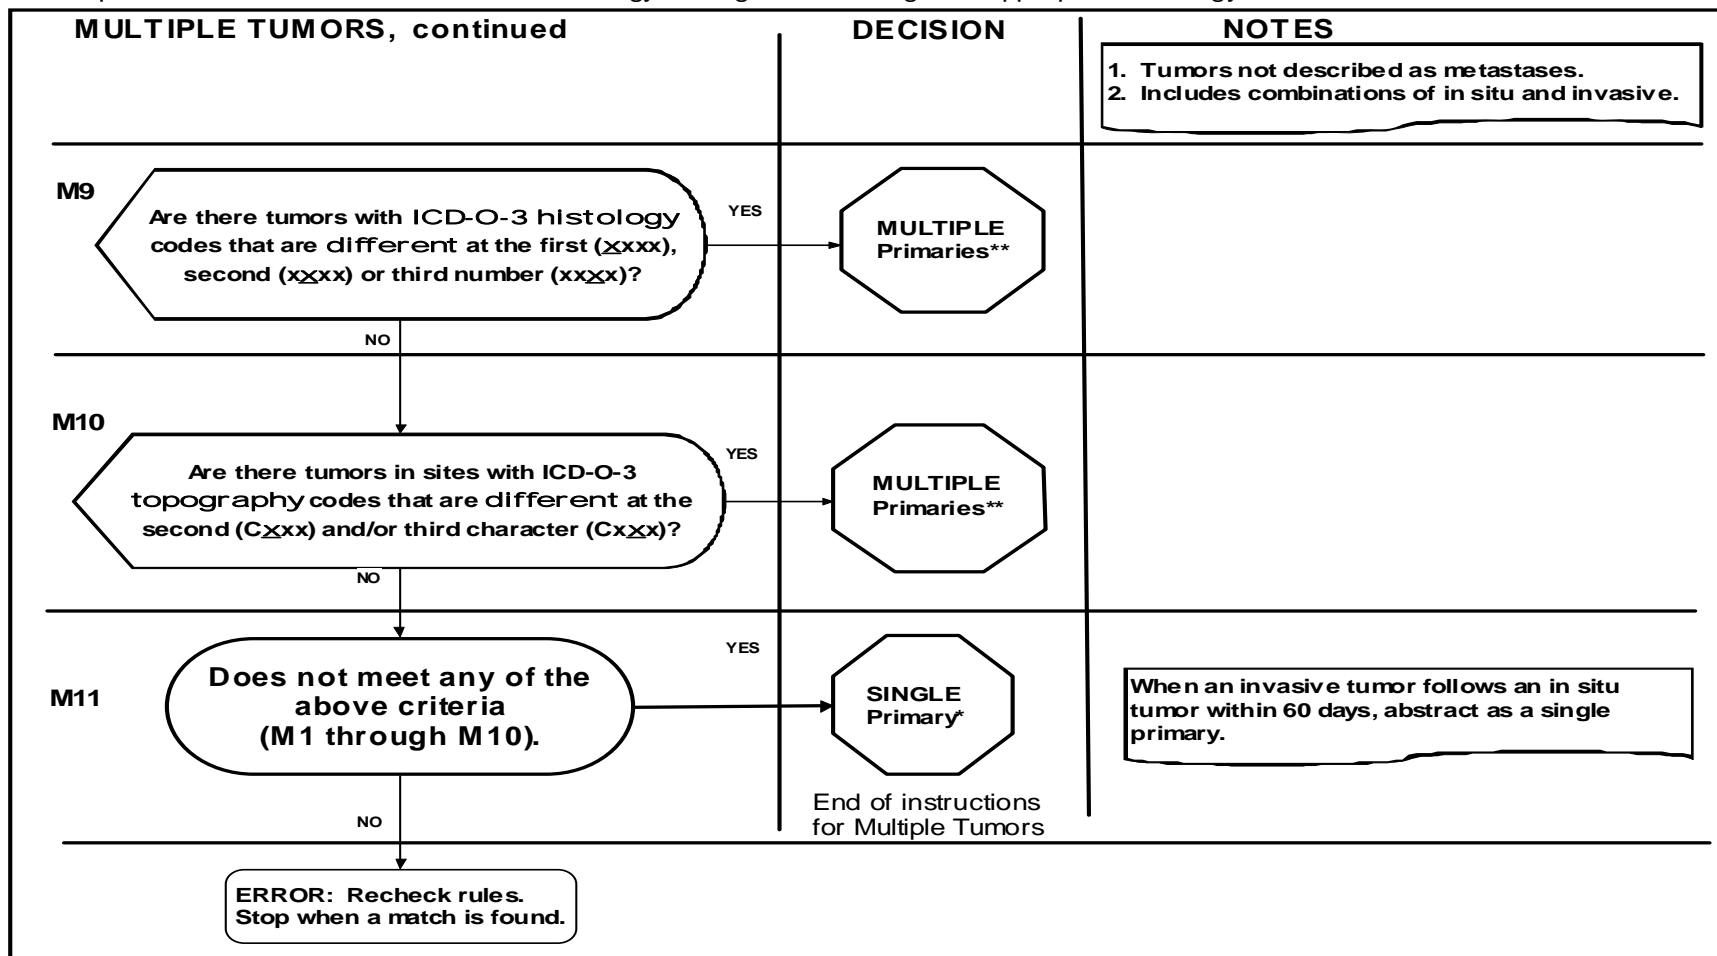 MULTIPLE TUMORS, continued
DECISION
NOTES
1. Tumors not described as metastases.
2. Includes combinations of in situ and invasive.
M9
Are there tumors with ICD-O-3 histology
codes that are different at the first (xxxx),
second (xxxx) or third number (xxxx)?
YES
MULTIPLE
Primaries**
NO
M10
Are there tumors in sites with ICD-O-3
topography codes that are different at the
second (Cxxx) and/or third character (Cxxx)?
YES
MULTIPLE
Primaries**
NO
M11
Does not meet any of the
above criteria
(M1 through M10).
YES
SINGLE
Primary*
When an invasive tumor follows an in situ
tumor within 60 days, abstract as a single
primary.
End of instructions
for Multiple Tumors
NO
ERROR: Recheck rules.
Stop when a match is found.